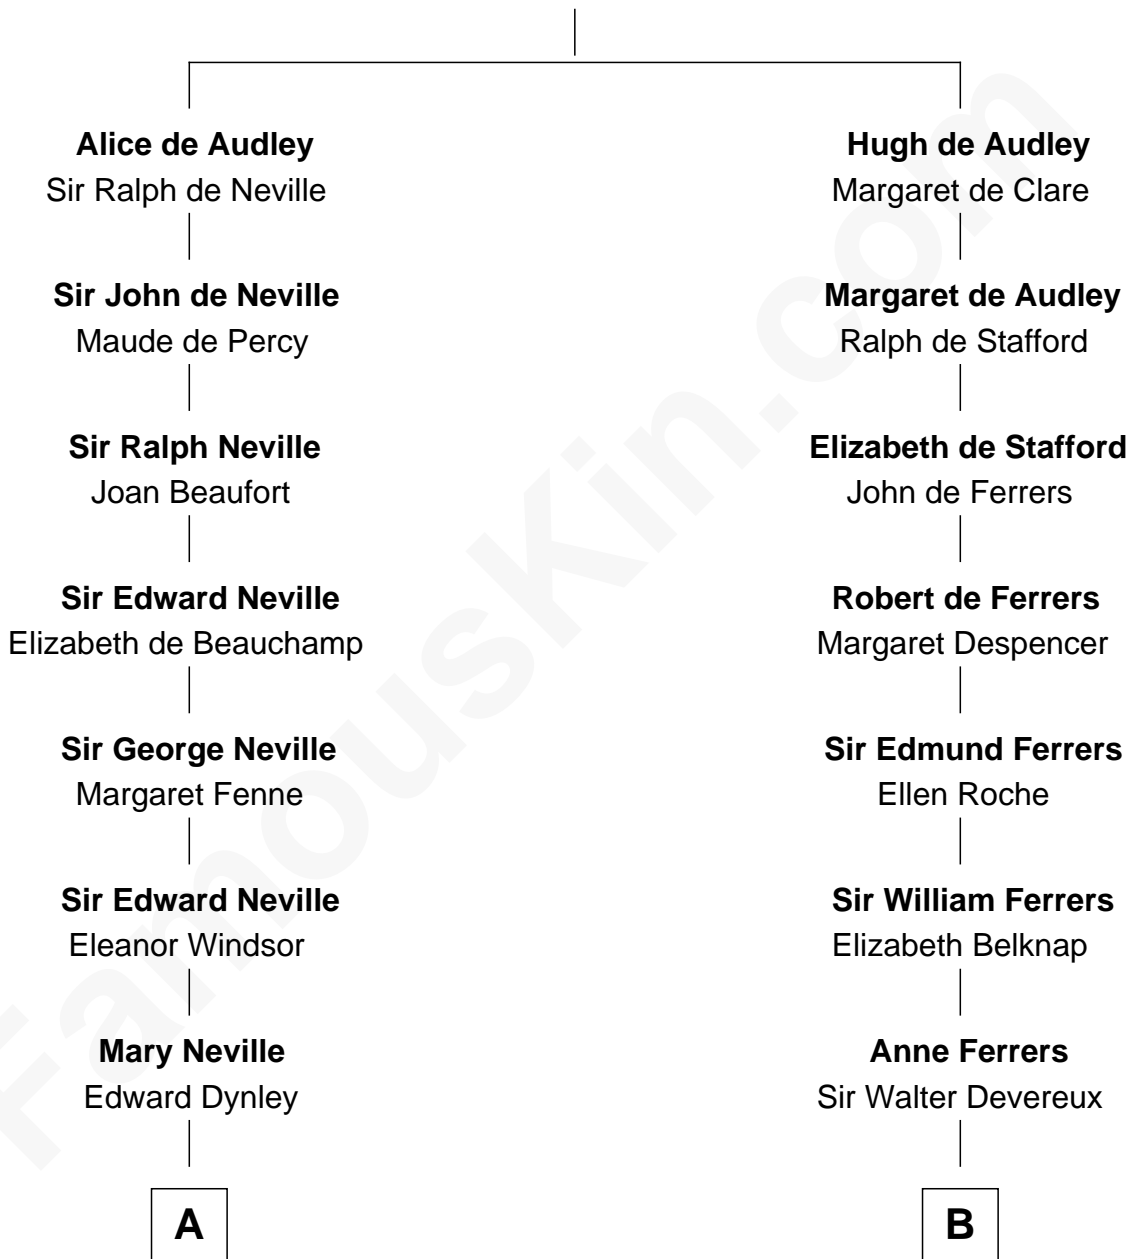 Alice de Audley
Sir Ralph de Neville
Sir John de Neville
Maude de Percy
Sir Ralph Neville
Joan Beaufort
Sir Edward Neville
Elizabeth de Beauchamp
Sir George Neville
Margaret Fenne
Sir Edward Neville
Eleanor Windsor
Mary Neville
Edward Dynley
A
Hugh de Audley
Margaret de Clare
Margaret de Audley
Ralph de Stafford
Elizabeth de Stafford
John de Ferrers
Robert de Ferrers
Margaret Despencer
Sir Edmund Ferrers
Ellen Roche
Sir William Ferrers
Elizabeth Belknap
Anne Ferrers
Sir Walter Devereux
B
FamousKin.com